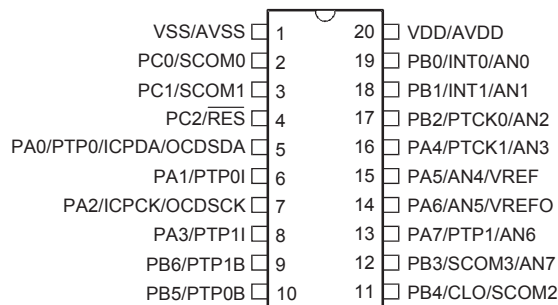 VSS/AVSS 1 20 VDD/AVDD
PC0/SCOM0 2 19 PB0/INT0/AN0
PC1/SCOM1 3 18 PB1/INT1/AN1
PC2/R̅E̅S̅ 4 17 PB2/PTCK0/AN2
PA0/PTP0/ICPDA/OCDSDA 5 16 PA4/PTCK1/AN3
PA1/PTP0I 6 15 PA5/AN4/VREF
PA2/ICPCK/OCDSCK 7 14 PA6/AN5/VREFO
PA3/PTP1I 8 13 PA7/PTP1/AN6
PB6/PTP1B 9 12 PB3/SCOM3/AN7
PB5/PTP0B 10 11 PB4/CLO/SCOM2